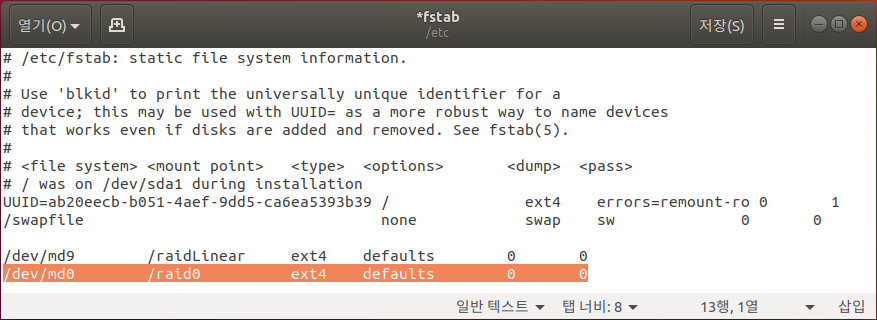 열기(O)
*fstab
/etc
저장(S)
# /etc/fstab: static file system information.
#
# Use 'blkid' to print the universally unique identifier for a
# device; this may be used with UUID= as a more robust way to name devices
# that works even if disks are added and removed. See fstab(5).
#
# <file system> <mount point>   <type>  <options>       <dump>  <pass>
# / was on /dev/sda1 during installation
UUID=ab20eecb-b051-4aef-9dd5-ca6ea5393b39 /               ext4    errors=remount-ro 0       1
/swapfile                                 none            swap    sw              0       0
/dev/md9        /raidLinear     ext4    defaults        0       0
/dev/md0        /raid0          ext4    defaults        0       0
일반 텍스트 탭 너비: 8 13행, 1열 삽입